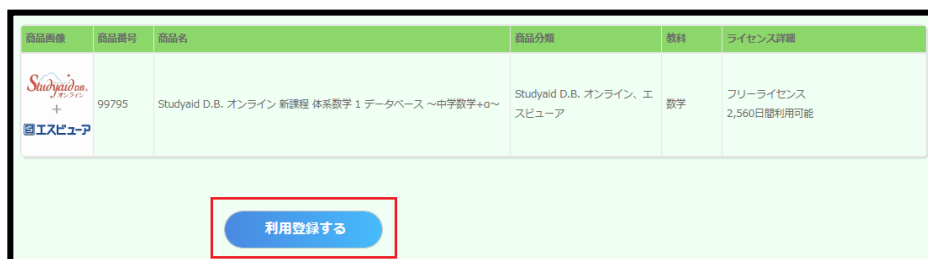 商品画像 商品番号 商品名 商品分類 教科 ライセンス詳細
Studyaid D.B.
オンライン
+
エスビューア
99795
Studyaid D.B. オンライン 新課程 体系数学 1 データベース ～中学数学+α～
Studyaid D.B. オンライン、エ
スビューア
数学
フリーライセンス
2,560日間利用可能
利用登録する